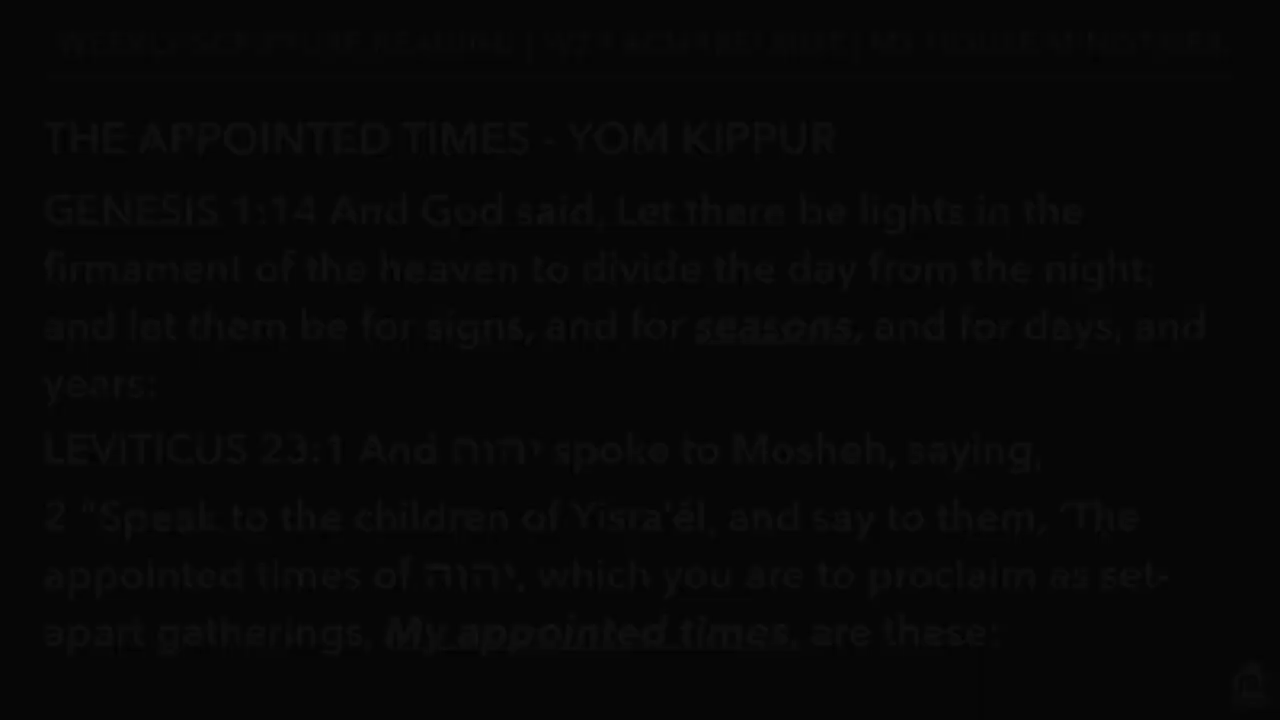 THE APPOINTED TIMES - YOM KIPPUR
GENESIS 1:14 And God said, Let there be lights in the
firmament of the heaven to divide the day from the night;
and let them be for signs, and for seasons, and for days, and
years:
LEVITICUS 23:1 And יהוה spoke to Mosheh, saying,
2 “Speak to the children of Yisra’ĕl, and say to them, ‘The
appointed times of יהוה, which you are to proclaim as set-
apart gatherings, My appointed times, are these: